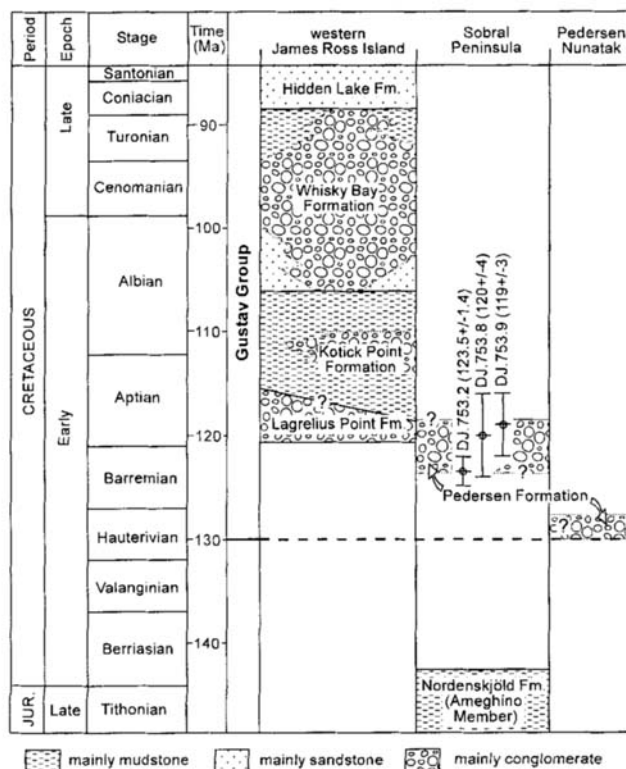 Period
Epoch
Stage
Time
(Ma)
western
James Ross Island
Sobral
Peninsula
Pedersen
Nunatak
CRETACEOUS
JUR.
Late
Early
Late
Santonian
Coniacian
Turonian
Cenomanian
Albian
Aptian
Barremian
Hauterivian
Valanginian
Berriasian
Tithonian
90
100
110
120
130
140
Gustav Group
Hidden Lake Fm.
Whisky Bay
Formation
Kotick Point
Formation
?
Lagrelius Point Fm.
?
DJ.753.2 (123.5+/-1.4)
DJ.753.8 (120+/-4)
DJ.753.9 (119+/-3)
?
Pedersen Formation
?
Nordenskjöld Fm.
(Ameghino
Member)
mainly mudstone
mainly sandstone
mainly conglomerate